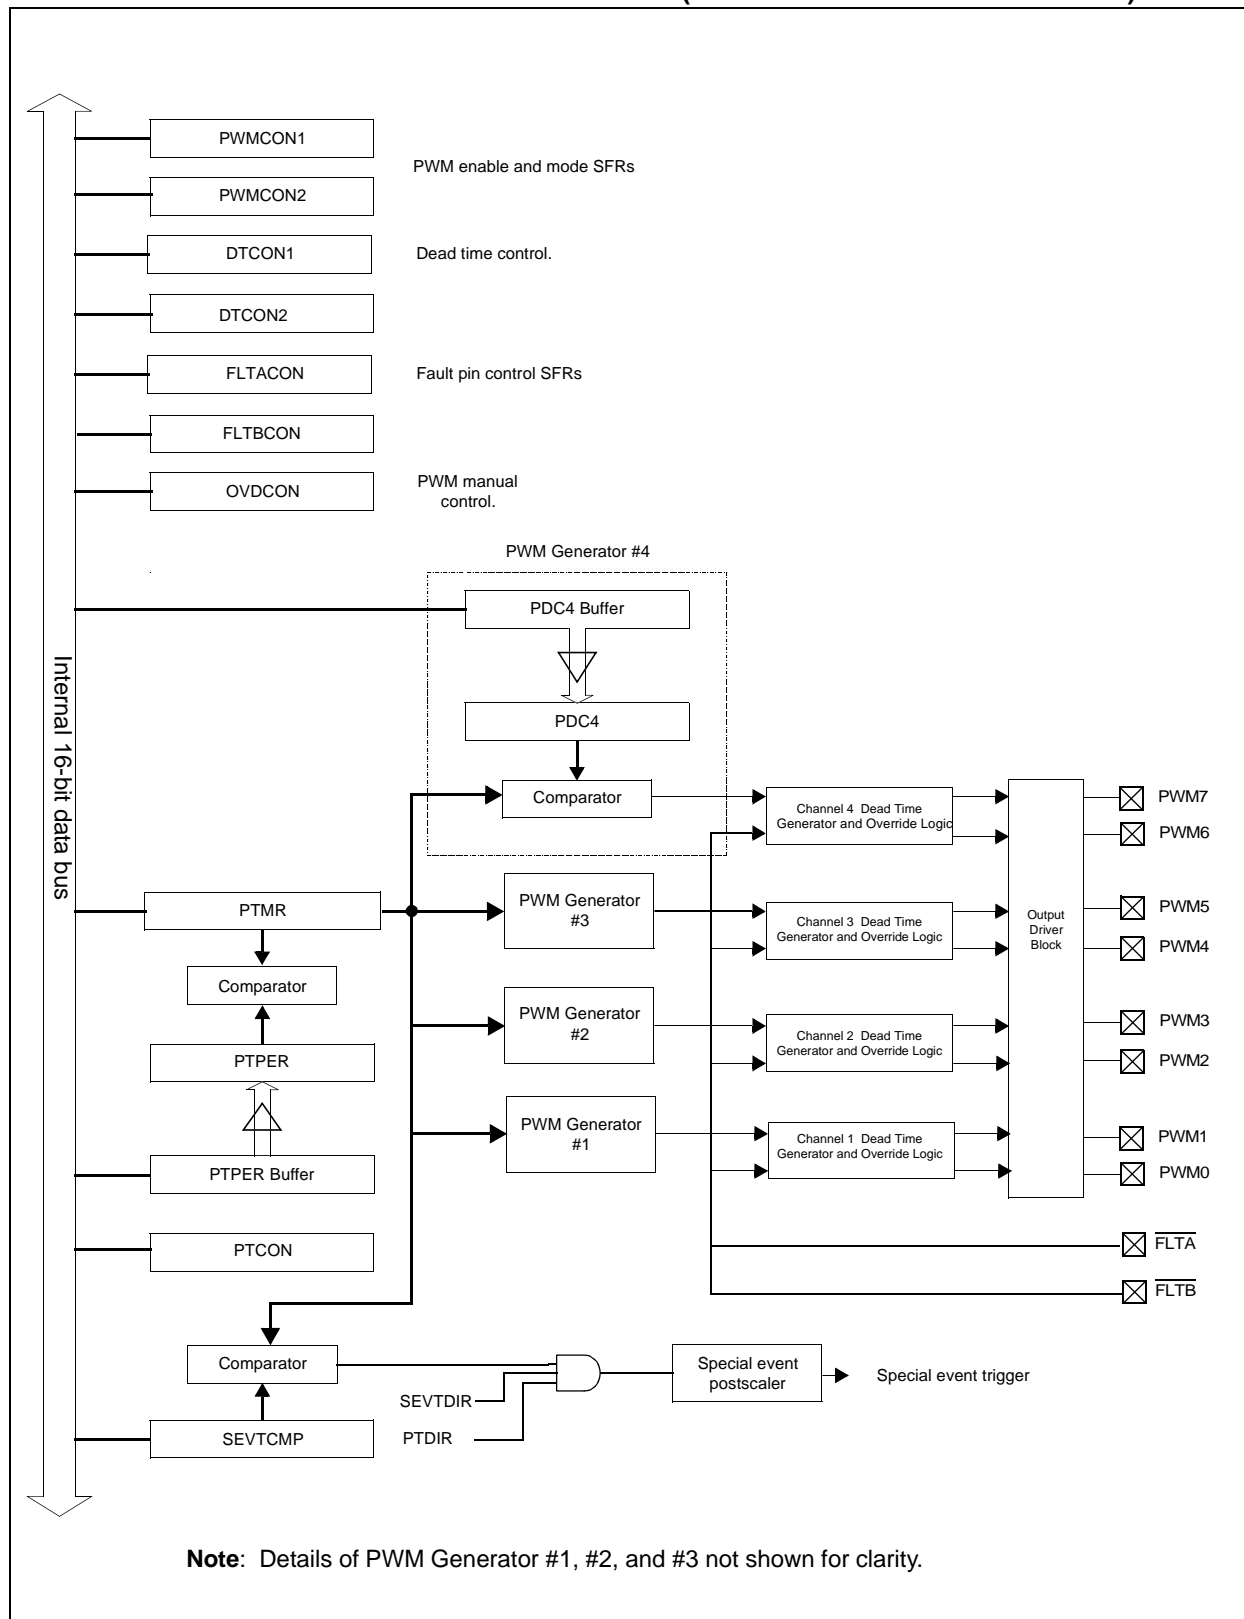 PWMCON1
PWM enable and mode SFRs
PWMCON2
DTCON1
Dead time control.
DTCON2
FLTACON
Fault pin control SFRs
FLTBCON
OVDCON
PWM manual
control.
PWM Generator #4
PDC4 Buffer
PDC4
Comparator
Internal 16-bit data bus
Channel 4 Dead Time
Generator and Override Logic
PWM7
PWM6
PTMR
PWM Generator
#3
Channel 3 Dead Time
Generator and Override Logic
Output
Driver
Block
PWM5
PWM4
Comparator
PTPER
PWM Generator
#2
Channel 2 Dead Time
Generator and Override Logic
PWM3
PWM2
PWM Generator
#1
Channel 1 Dead Time
Generator and Override Logic
PWM1
PWM0
PTPER Buffer
PTCON
FLTA
FLTB
Comparator
SEVTDIR
PTDIR
Special event
postscaler
Special event trigger
SEVTCMP
Note: Details of PWM Generator #1, #2, and #3 not shown for clarity.